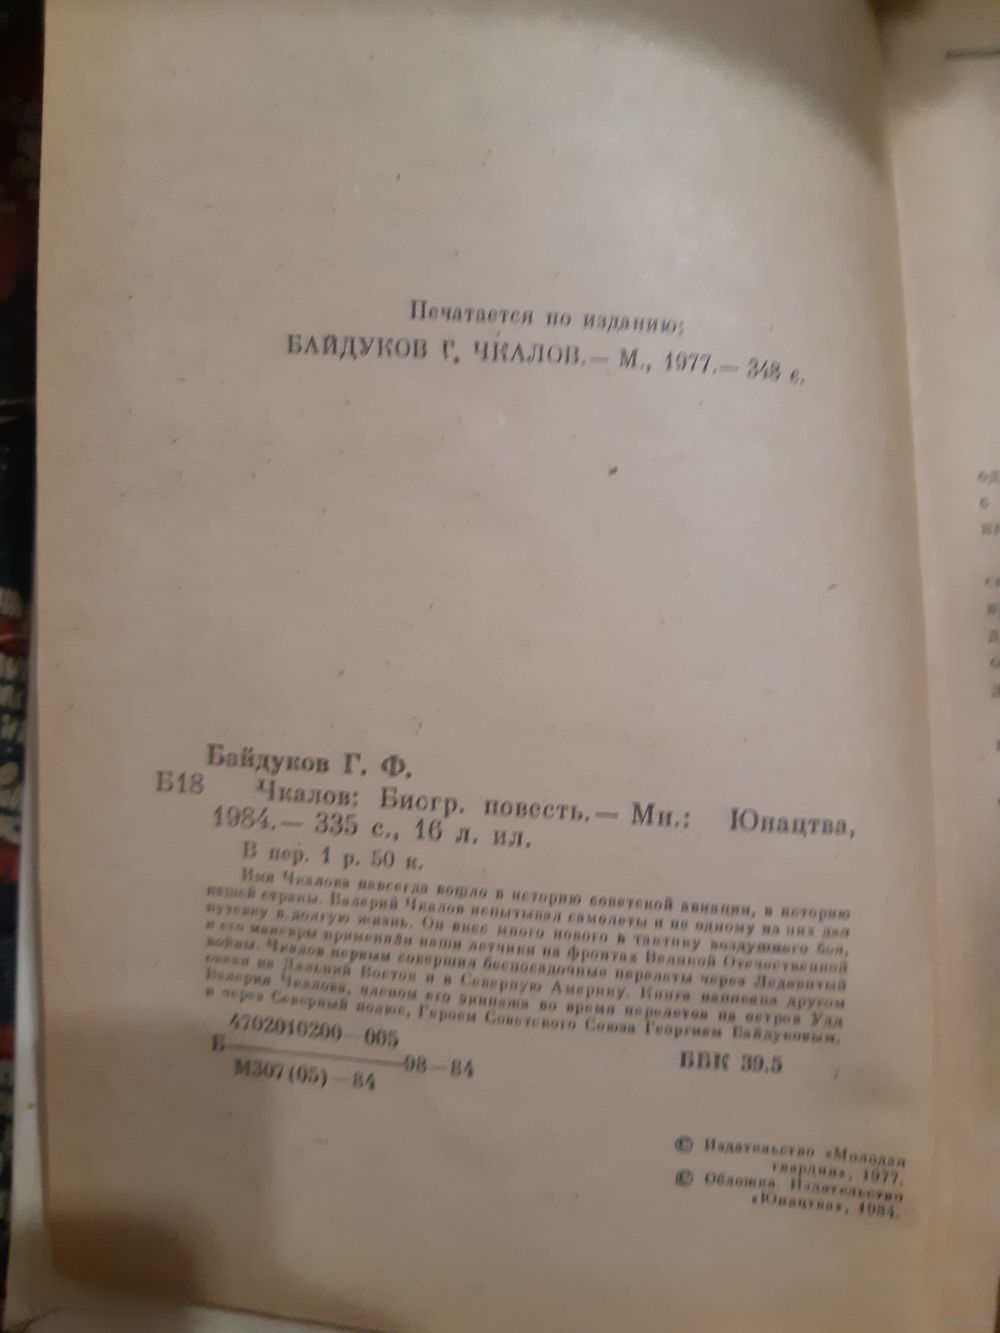 Печатается по изданию:
БАЙДУКОВ Г. ЧКАЛОВ.— М., 1977.— 348 с.
Байдуков Г. Ф.
Б18 Чкалов: Биогр. повесть.— Мн.: Юнацтва,
1984.— 335 с., 16 л. ил.
В пер. 1 р. 50 к.
Имя Чкалова навсегда вошло в историю советской авиации, в историю
нашей страны. Валерий Чкалов испытывал самолеты и не одному из них дал
путевку в долгую жизнь. Он внес много нового в тактику воздушного боя,
и его маневры применяли наши летчики на фронтах Великой Отечественной
войны. Чкалов первым совершил беспосадочные перелеты через Ледовитый
океан на Дальний Восток и в Северную Америку. Книга написана другом
Валерия Чкалова, членом его экипажа во время перелетов на остров Удд
и через Северный полюс, Героем Советского Союза Георгием Байдуковым.
4702010200—005
Б 98—84
М307(05)—84
ББК 39.5
© Издательство «Молодая
гвардия», 1977.
© Обложка. Издательство
«Юнацтва», 1984.